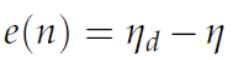 e(n) = η_d − η